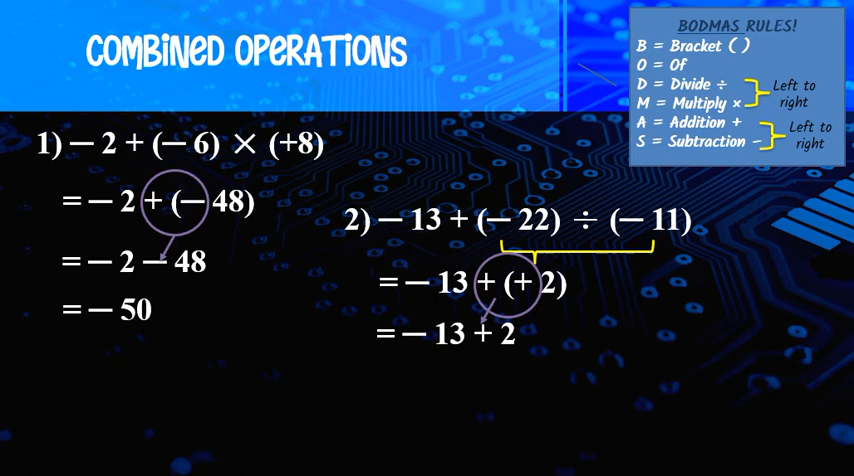 COMBINED OPERATIONS
BODMAS RULES!
B = Bracket ( )
O = Of
D = Divide ÷
M = Multiply ×
Left to
right
A = Addition +
S = Subtraction −
Left to
right
1) − 2 + (− 6) × (+8)
= − 2 + (− 48)
= − 2 − 48
= − 50
2) − 13 + (− 22) ÷ (− 11)
= − 13 + (+ 2)
= − 13 + 2